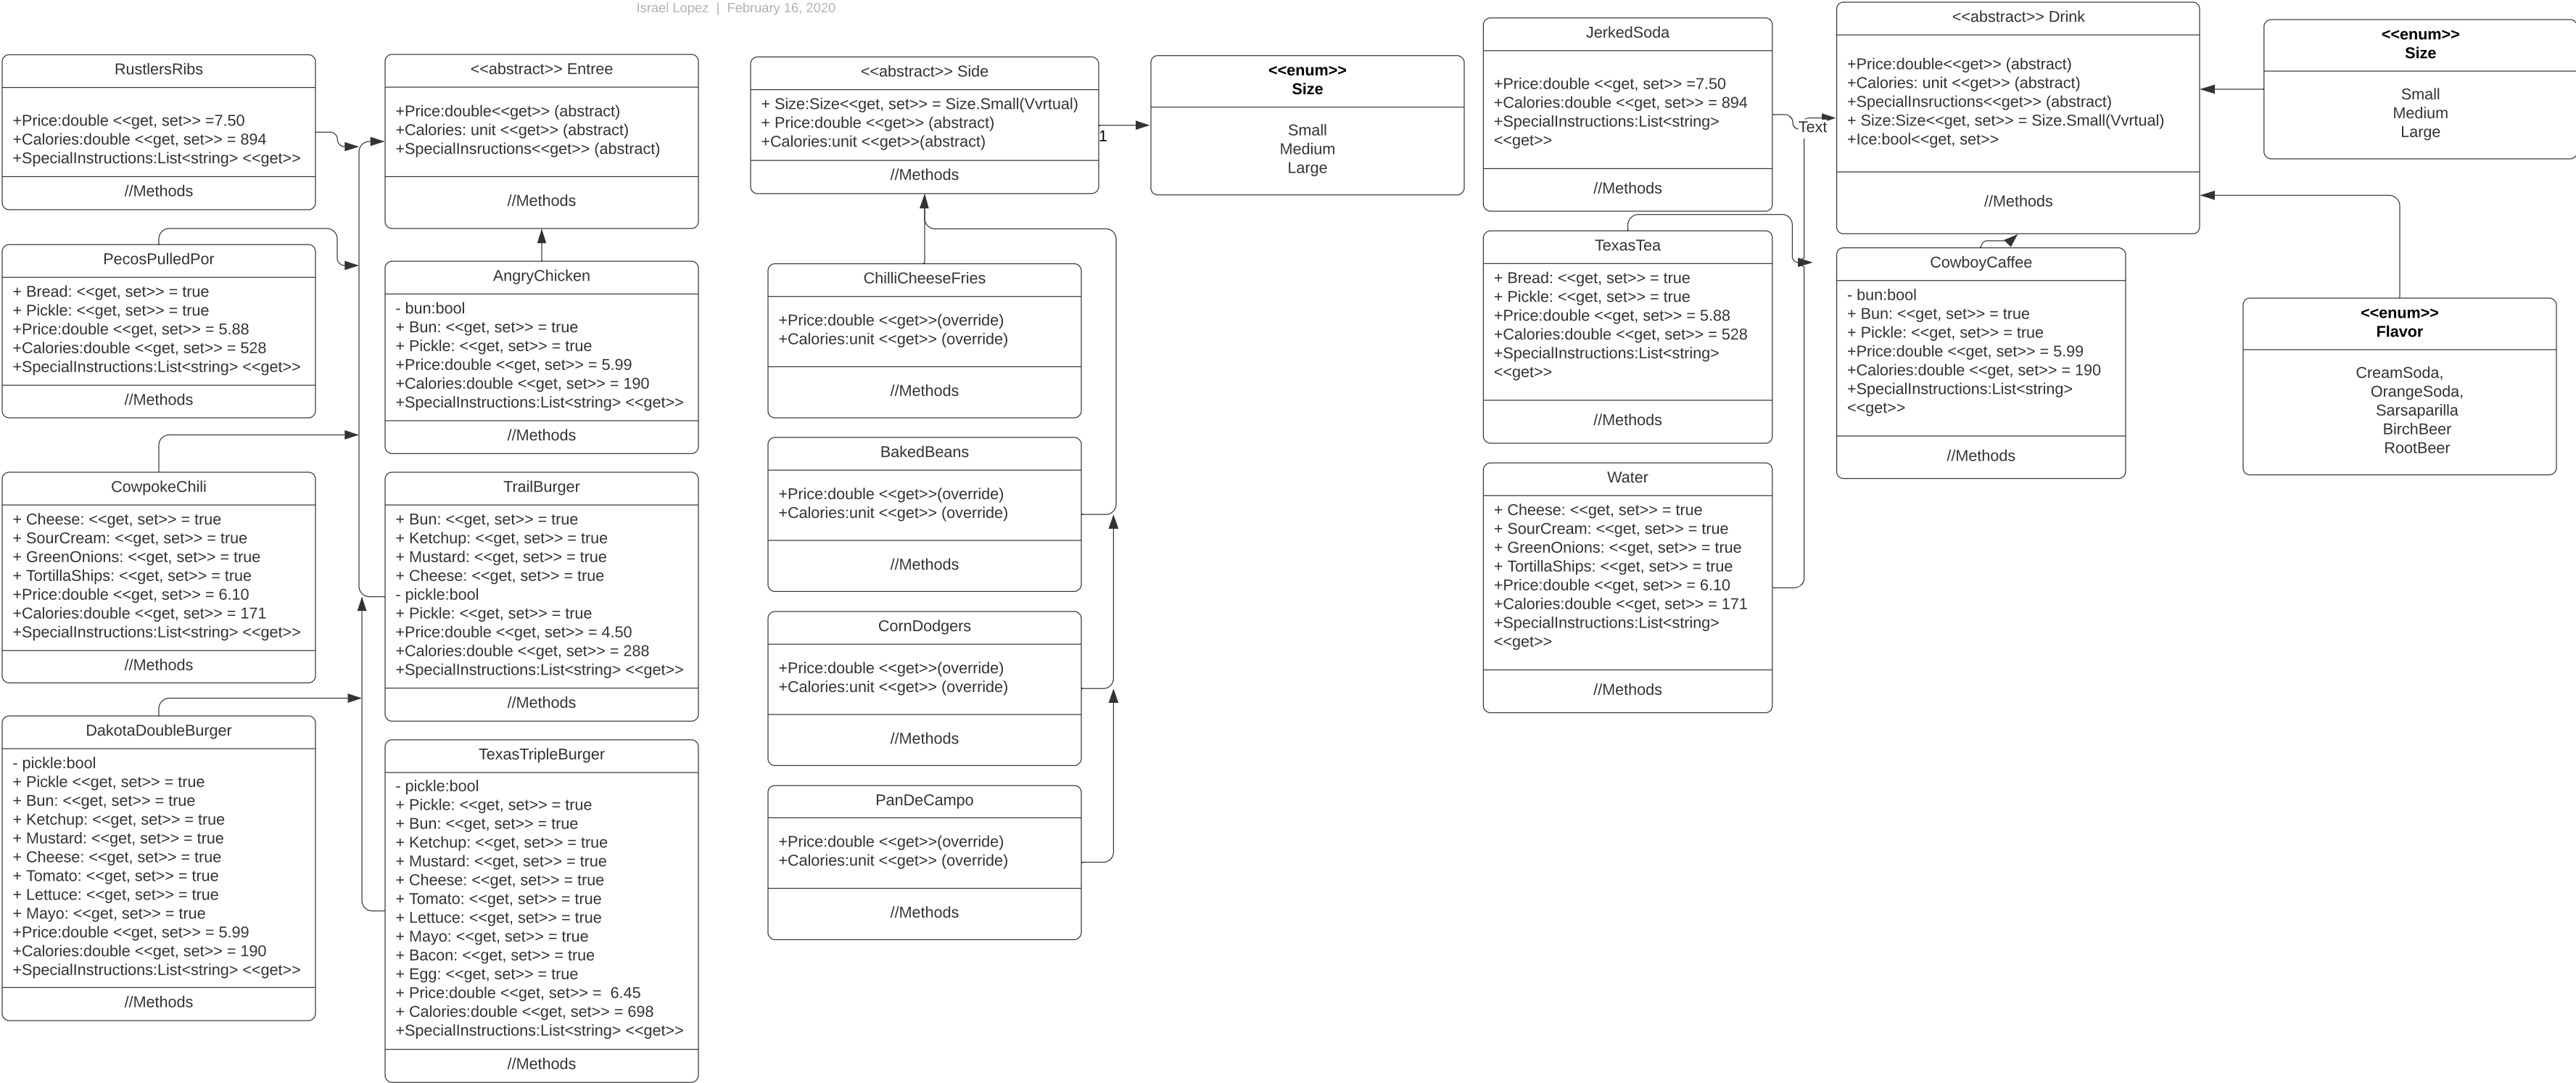 Israel Lopez | February 16, 2020
RustlersRibs
+Price:double <<get, set>> =7.50
+Calories:double <<get, set>> = 894
+SpecialInstructions:List<string> <<get>>
//Methods
PecosPulledPor
+ Bread: <<get, set>> = true
+ Pickle: <<get, set>> = true
+Price:double <<get, set>> = 5.88
+Calories:double <<get, set>> = 528
+SpecialInstructions:List<string> <<get>>
//Methods
CowpokeChili
+ Cheese: <<get, set>> = true
+ SourCream: <<get, set>> = true
+ GreenOnions: <<get, set>> = true
+ TortillaShips: <<get, set>> = true
+Price:double <<get, set>> = 6.10
+Calories:double <<get, set>> = 171
+SpecialInstructions:List<string> <<get>>
//Methods
DakotaDoubleBurger
- pickle:bool
+ Pickle <<get, set>> = true
+ Bun: <<get, set>> = true
+ Ketchup: <<get, set>> = true
+ Mustard: <<get, set>> = true
+ Cheese: <<get, set>> = true
+ Tomato: <<get, set>> = true
+ Lettuce: <<get, set>> = true
+ Mayo: <<get, set>> = true
+Price:double <<get, set>> = 5.99
+Calories:double <<get, set>> = 190
+SpecialInstructions:List<string> <<get>>
//Methods
<<abstract>> Entree
+Price:double<<get>> (abstract)
+Calories: unit <<get>> (abstract)
+SpecialInsructions<<get>> (abstract)
//Methods
AngryChicken
- bun:bool
+ Bun: <<get, set>> = true
+ Pickle: <<get, set>> = true
+Price:double <<get, set>> = 5.99
+Calories:double <<get, set>> = 190
+SpecialInstructions:List<string> <<get>>
//Methods
TrailBurger
+ Bun: <<get, set>> = true
+ Ketchup: <<get, set>> = true
+ Mustard: <<get, set>> = true
+ Cheese: <<get, set>> = true
- pickle:bool
+ Pickle: <<get, set>> = true
+Price:double <<get, set>> = 4.50
+Calories:double <<get, set>> = 288
+SpecialInstructions:List<string> <<get>>
//Methods
TexasTripleBurger
- pickle:bool
+ Pickle: <<get, set>> = true
+ Bun: <<get, set>> = true
+ Ketchup: <<get, set>> = true
+ Mustard: <<get, set>> = true
+ Cheese: <<get, set>> = true
+ Tomato: <<get, set>> = true
+ Lettuce: <<get, set>> = true
+ Mayo: <<get, set>> = true
+ Bacon: <<get, set>> = true
+ Egg: <<get, set>> = true
+ Price:double <<get, set>> = 6.45
+ Calories:double <<get, set>> = 698
+SpecialInstructions:List<string> <<get>>
//Methods
<<abstract>> Side
+ Size:Size<<get, set>> = Size.Small(Vvrtual)
+ Price:double <<get>> (abstract)
+Calories:unit <<get>>(abstract)
//Methods
1
<<enum>>
Size
Small
Medium
Large
ChilliCheeseFries
+Price:double <<get>>(override)
+Calories:unit <<get>> (override)
//Methods
BakedBeans
+Price:double <<get>>(override)
+Calories:unit <<get>> (override)
//Methods
CornDodgers
+Price:double <<get>>(override)
+Calories:unit <<get>> (override)
//Methods
PanDeCampo
+Price:double <<get>>(override)
+Calories:unit <<get>> (override)
//Methods
JerkedSoda
+Price:double <<get, set>> =7.50
+Calories:double <<get, set>> = 894
+SpecialInstructions:List<string>
<<get>>
//Methods
Text
TexasTea
+ Bread: <<get, set>> = true
+ Pickle: <<get, set>> = true
+Price:double <<get, set>> = 5.88
+Calories:double <<get, set>> = 528
+SpecialInstructions:List<string>
<<get>>
//Methods
Water
+ Cheese: <<get, set>> = true
+ SourCream: <<get, set>> = true
+ GreenOnions: <<get, set>> = true
+ TortillaShips: <<get, set>> = true
+Price:double <<get, set>> = 6.10
+Calories:double <<get, set>> = 171
+SpecialInstructions:List<string>
<<get>>
//Methods
<<abstract>> Drink
+Price:double<<get>> (abstract)
+Calories: unit <<get>> (abstract)
+SpecialInsructions<<get>> (abstract)
+ Size:Size<<get, set>> = Size.Small(Vvrtual)
+Ice:bool<<get, set>>
//Methods
CowboyCaffee
- bun:bool
+ Bun: <<get, set>> = true
+ Pickle: <<get, set>> = true
+Price:double <<get, set>> = 5.99
+Calories:double <<get, set>> = 190
+SpecialInstructions:List<string>
<<get>>
//Methods
<<enum>>
Size
Small
Medium
Large
<<enum>>
Flavor
CreamSoda,
OrangeSoda,
Sarsaparilla
BirchBeer
RootBeer